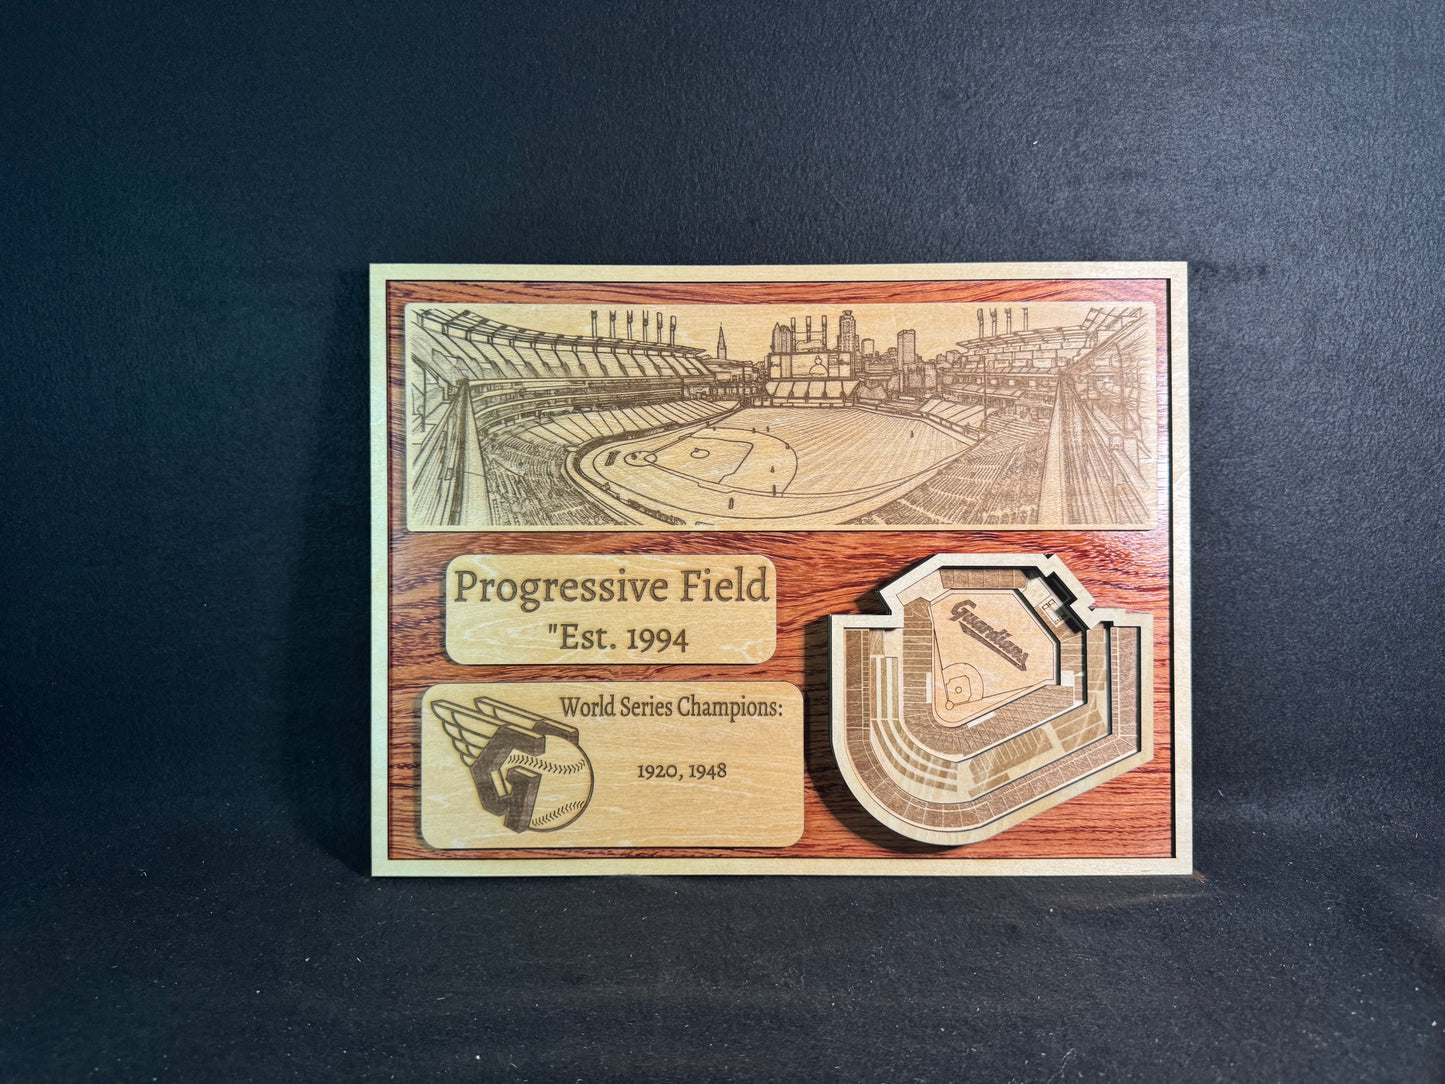 Progressive Field
"Est. 1994
World Series Champions:
1920, 1948
Guardians